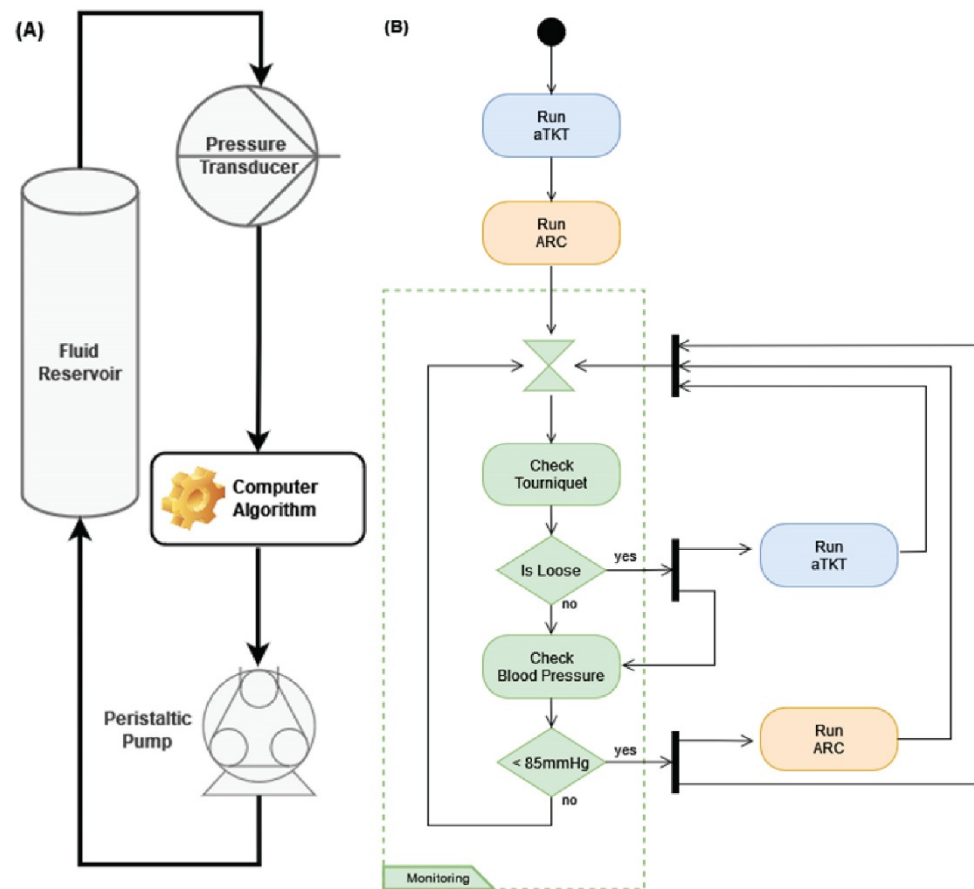 (A)
Pressure
Transducer
Fluid
Reservoir
Computer
Algorithm
Peristaltic
Pump
(B)
Run
aTKT
Run
ARC
Check
Tourniquet
Is Loose
yes
no
Run
aTKT
Check
Blood Pressure
< 85mmHg
yes
no
Run
ARC
Monitoring